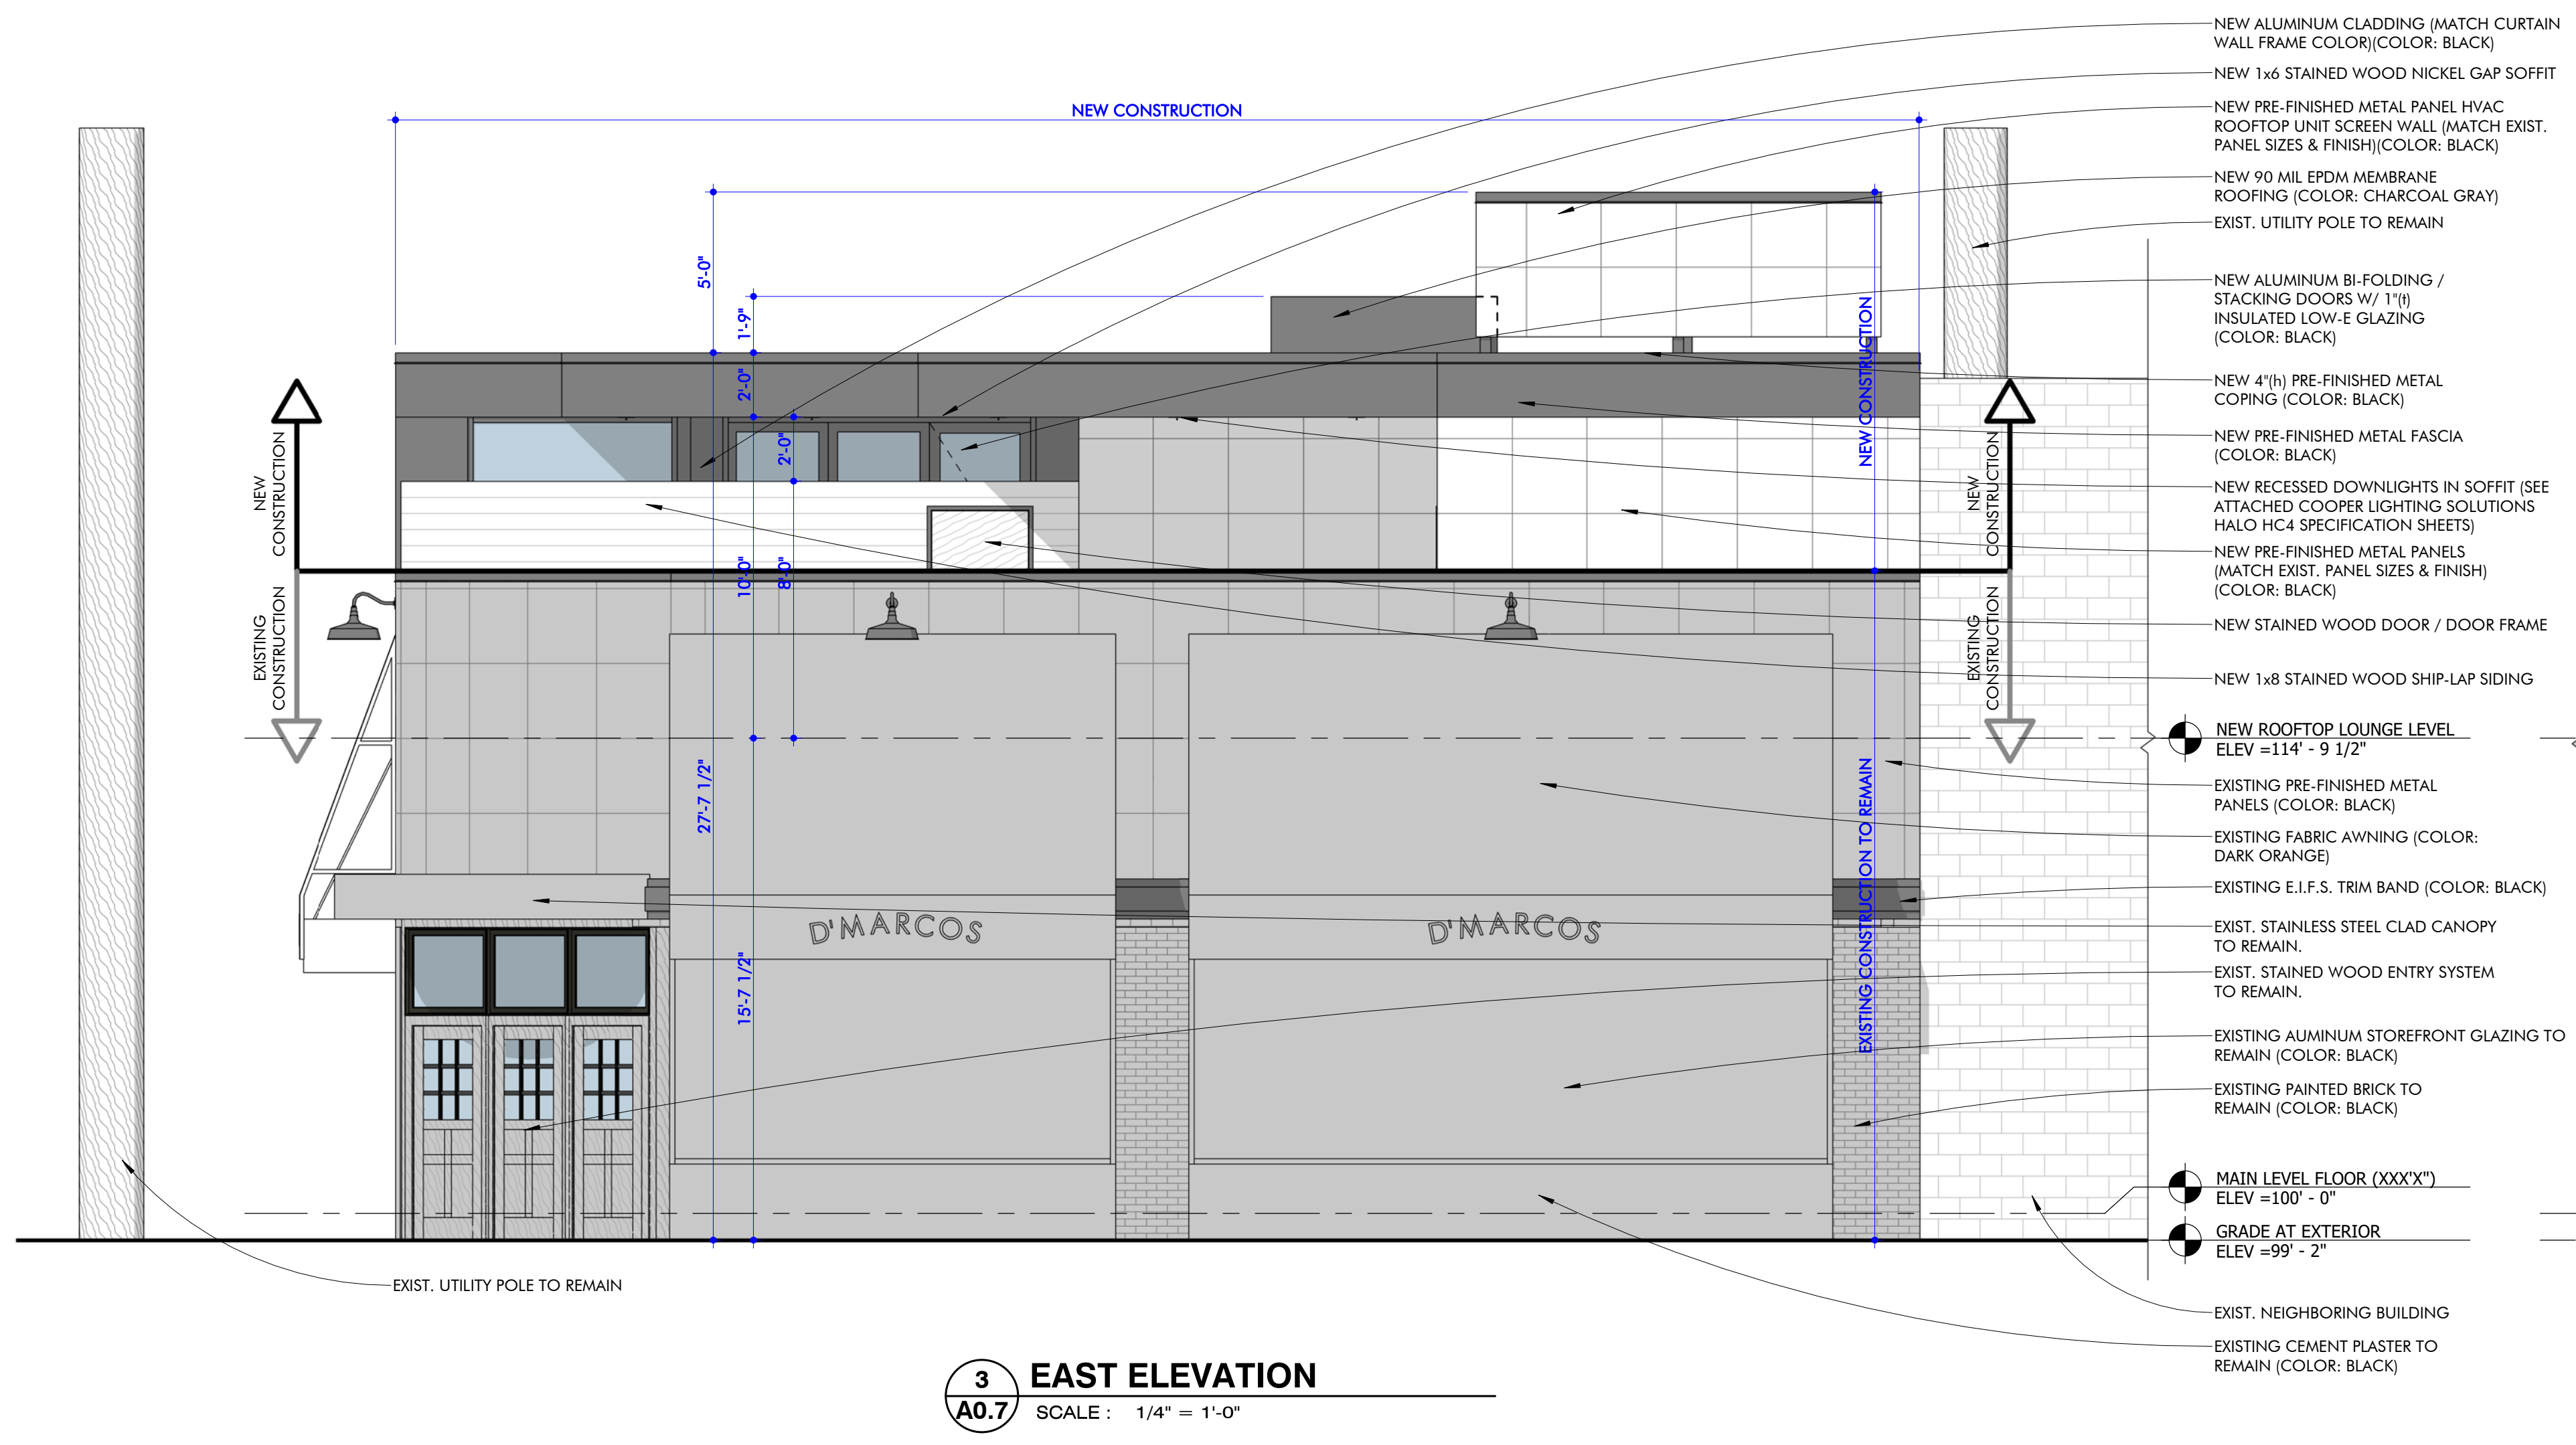 NEW ALUMINUM CLADDING (MATCH CURTAIN
WALL FRAME COLOR)(COLOR: BLACK)
NEW 1x6 STAINED WOOD NICKEL GAP SOFFIT
NEW PRE-FINISHED METAL PANEL HVAC
ROOFTOP UNIT SCREEN WALL (MATCH EXIST.
PANEL SIZES & FINISH)(COLOR: BLACK)
NEW 90 MIL EPDM MEMBRANE
ROOFING (COLOR: CHARCOAL GRAY)
EXIST. UTILITY POLE TO REMAIN
NEW ALUMINUM BI-FOLDING /
STACKING DOORS W/ 1"(t)
INSULATED LOW-E GLAZING
(COLOR: BLACK)
NEW 4"(h) PRE-FINISHED METAL
COPING (COLOR: BLACK)
NEW PRE-FINISHED METAL FASCIA
(COLOR: BLACK)
NEW RECESSED DOWNLIGHTS IN SOFFIT (SEE
ATTACHED COOPER LIGHTING SOLUTIONS
HALO HC4 SPECIFICATION SHEETS)
NEW PRE-FINISHED METAL PANELS
(MATCH EXIST. PANEL SIZES & FINISH)
(COLOR: BLACK)
NEW STAINED WOOD DOOR / DOOR FRAME
NEW 1x8 STAINED WOOD SHIP-LAP SIDING
NEW ROOFTOP LOUNGE LEVEL
ELEV =114' - 9 1/2"
EXISTING PRE-FINISHED METAL
PANELS (COLOR: BLACK)
EXISTING FABRIC AWNING (COLOR:
DARK ORANGE)
EXISTING E.I.F.S. TRIM BAND (COLOR: BLACK)
EXIST. STAINLESS STEEL CLAD CANOPY
TO REMAIN.
EXIST. STAINED WOOD ENTRY SYSTEM
TO REMAIN.
EXISTING AUMINUM STOREFRONT GLAZING TO
REMAIN (COLOR: BLACK)
EXISTING PAINTED BRICK TO
REMAIN (COLOR: BLACK)
MAIN LEVEL FLOOR (XXX'X")
ELEV =100' - 0"
GRADE AT EXTERIOR
ELEV =99' - 2"
EXIST. NEIGHBORING BUILDING
EXISTING CEMENT PLASTER TO
REMAIN (COLOR: BLACK)
NEW CONSTRUCTION
5'-0"
1'-9"
2'-0"
2'-0"
10'-0"
8'-0"
27'-7 1/2"
15'-7 1/2"
NEW CONSTRUCTION
EXISTING CONSTRUCTION TO REMAIN
NEW
CONSTRUCTION
EXISTING
CONSTRUCTION
NEW
CONSTRUCTION
EXISTING
CONSTRUCTION
D'MARCOS
D'MARCOS
EXIST. UTILITY POLE TO REMAIN
3
A0.7
EAST ELEVATION
SCALE : 1/4" = 1'-0"